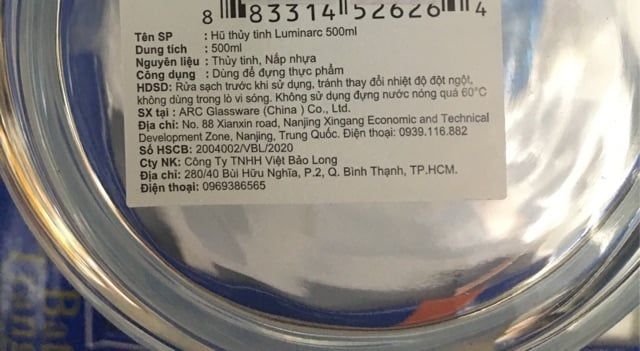 8 83314 52626 4
Tên SP : Hũ thủy tinh Luminarc 500ml
Dung tích : 500ml
Nguyên liệu : Thủy tinh, Nắp nhựa
Công dụng : Dùng để đựng thực phẩm
HDSD: Rửa sạch trước khi sử dụng, tránh thay đổi nhiệt độ đột ngột,
không dùng trong lò vi sóng. Không sử dụng đựng nước nóng quá 60°C
SX tại : ARC Glassware (China) Co., Ltd.
Địa chỉ: No, 88 Xianxin road, Nanjing Xingang Economic and Technical
Development Zone, Nanjing, Trung Quốc. Điện thoại: 0939.116.882
Số HSCB: 2004002/VBL/2020
Cty NK: Công Ty TNHH Việt Bảo Long
Địa chỉ: 280/40 Bùi Hữu Nghĩa, P.2, Q. Bình Thạnh, TP.HCM.
Điện thoại: 0969386565